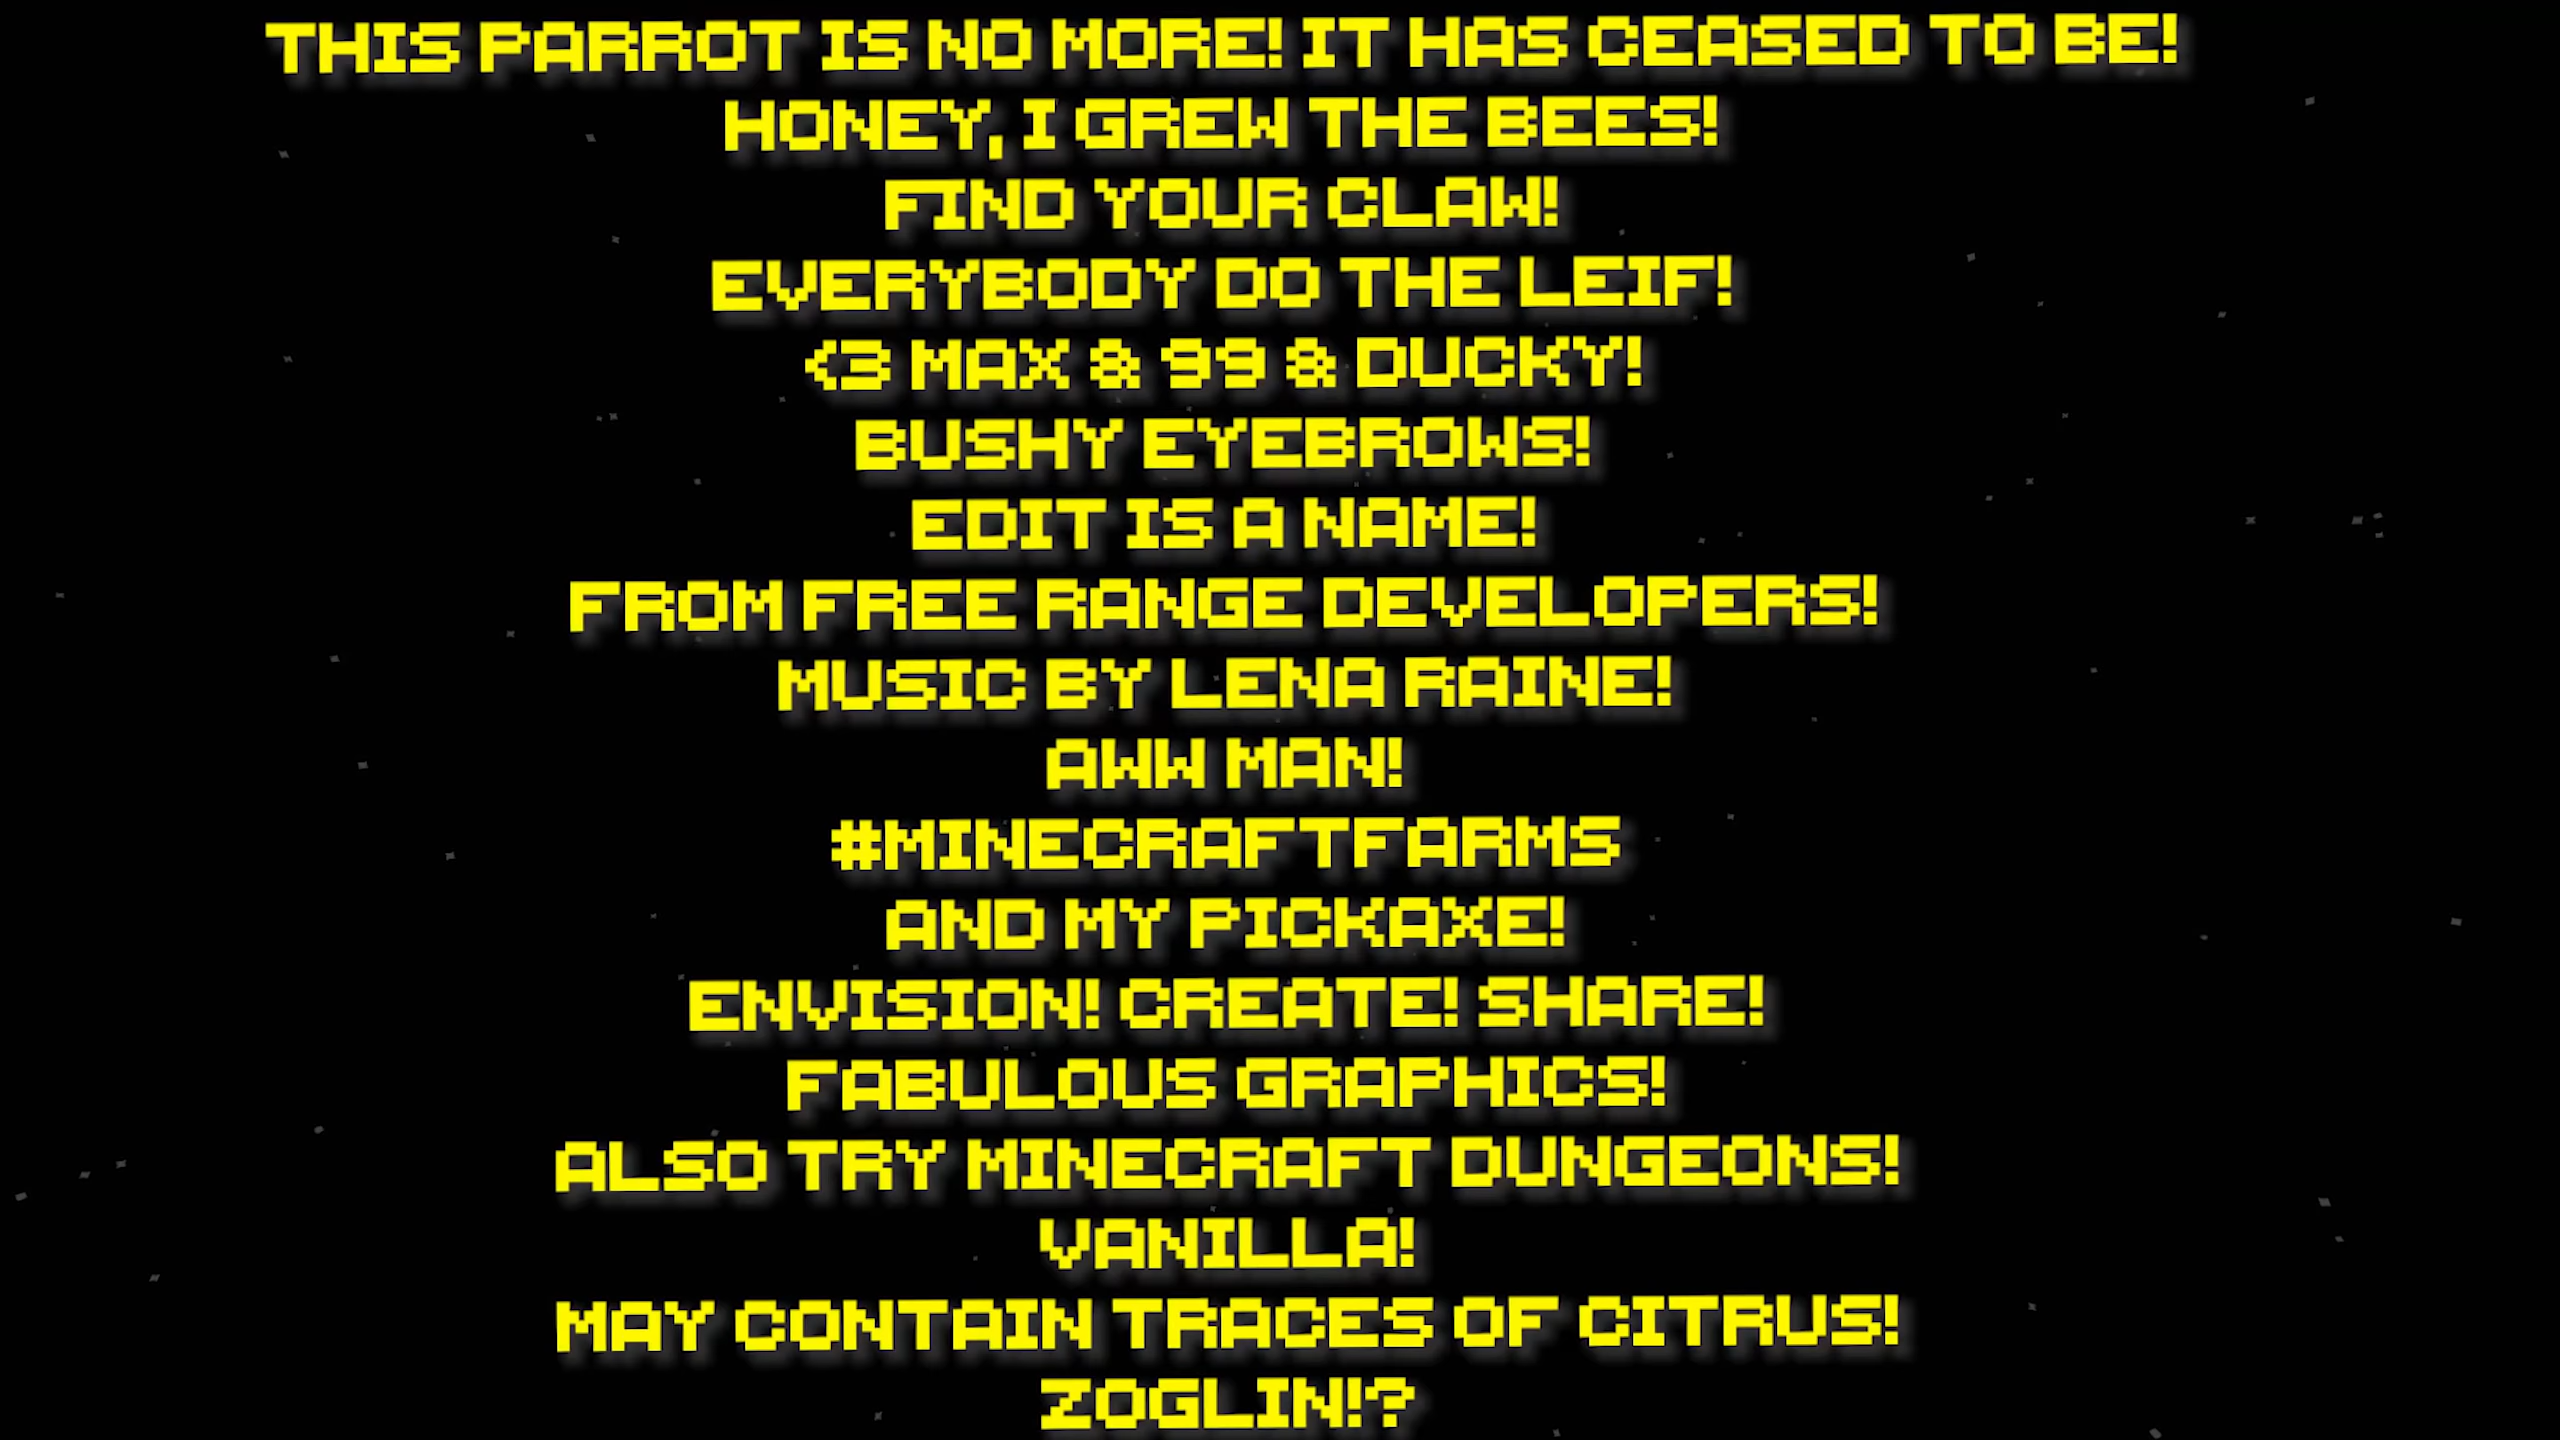 THIS PARROT IS NO MORE! IT HAS CEASED TO BE!
HONEY, I GREW THE BEES!
FIND YOUR CLAW!
EVERYBODY DO THE LEIF!
<3 MAX & 99 & DUCKY!
BUSHY EYEBROWS!
EDIT IS A NAME!
FROM FREE RANGE DEVELOPERS!
MUSIC BY LENA RAINE!
AWW MAN!
#MINECRAFTFARMS
AND MY PICKAXE!
ENVISION! CREATE! SHARE!
FABULOUS GRAPHICS!
ALSO TRY MINECRAFT DUNGEONS!
VANILLA!
MAY CONTAIN TRACES OF CITRUS!
ZOGLIN!?